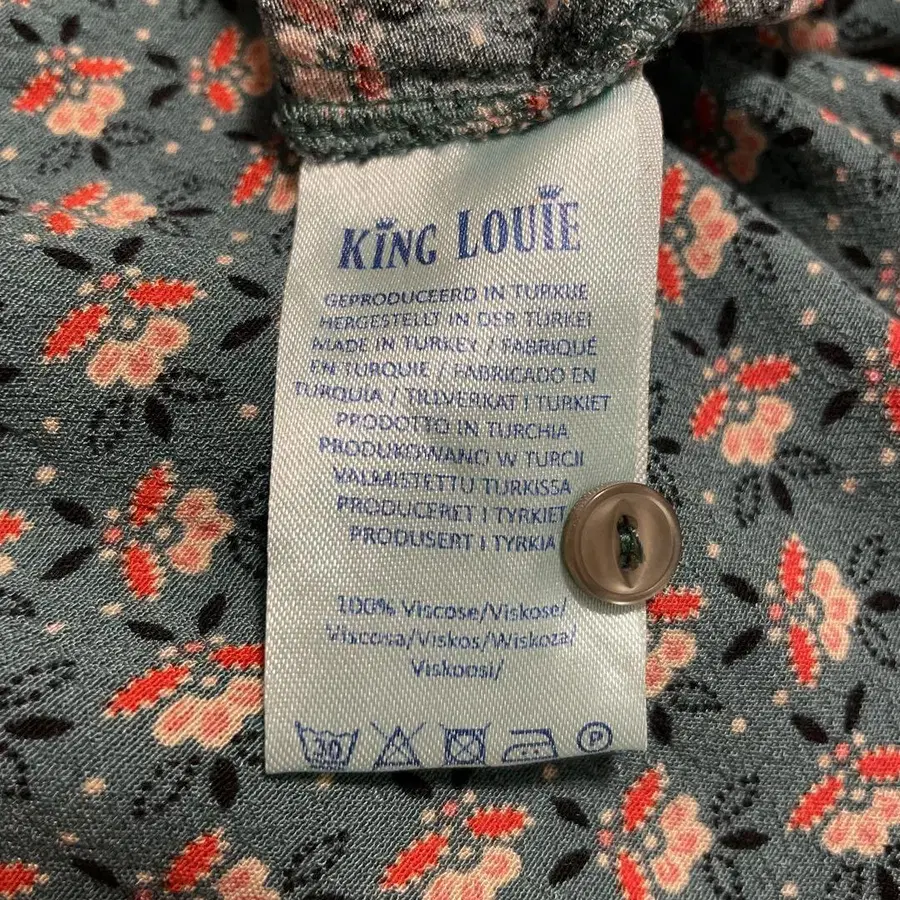 KING LOUIE
GEPRODUCEERD IN TURKIJE
HERGESTELLT IN DER TÜRKEI
MADE IN TURKEY / FABRIQUÉ
EN TURQUIE / FABRICADO EN
TURQUÍA / TILLVERKAT I TURKIET
PRODOTTO IN TURCHIA
PRODUKOWANO W TURCJI
VALMISTETTU TURKISSA
PRODUCERET I TYRKIET
PRODUSERT I TYRKIA
100% Viscose/Viskose/
Viscosa/Viskos/Wiskoza/
Viskoosi/
30
P